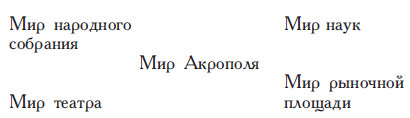 Мир народного
собрания
Мир наук
Мир Акрополя
Мир театра
Мир рыночной
площади